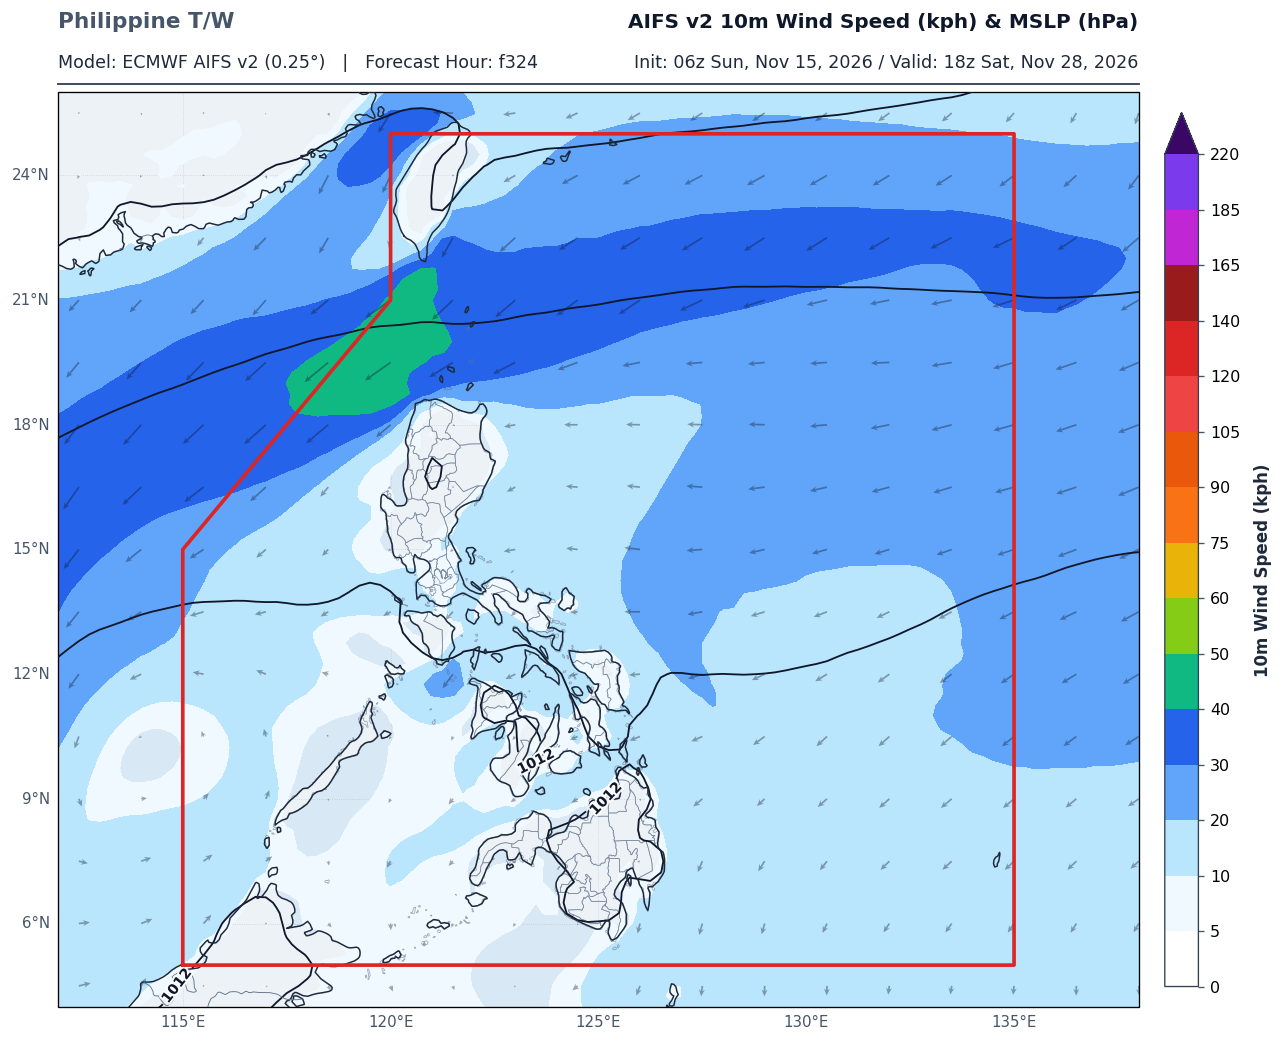 Philippine T/W
AIFS v2 10m Wind Speed (kph) & MSLP (hPa)
Model: ECMWF AIFS v2 (0.25°) | Forecast Hour: f324
Init: 06z Sun, Nov 15, 2026 / Valid: 18z Sat, Nov 28, 2026
24°N
21°N
18°N
15°N
12°N
9°N
6°N
115°E
120°E
125°E
130°E
135°E
1012
1012
1012
220
185
165
140
120
105
90
75
60
50
40
30
20
10
5
0
10m Wind Speed (kph)